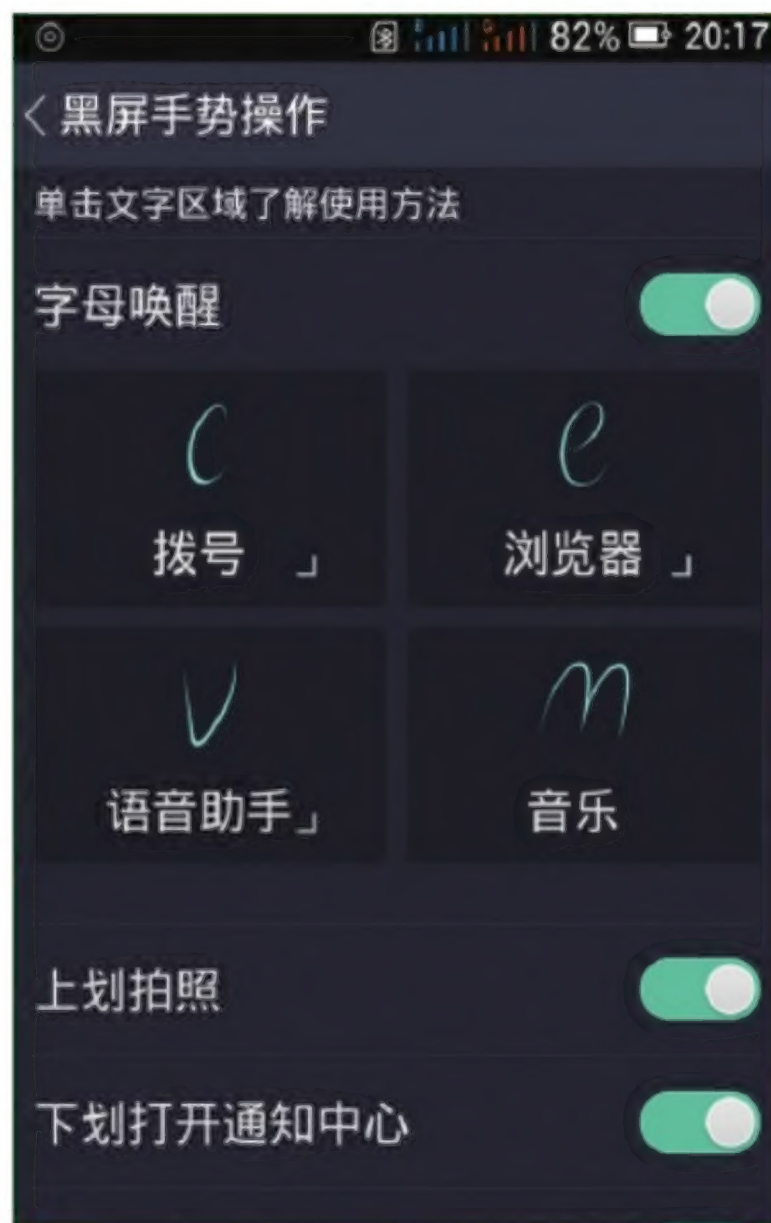 82% 20:17
黑屏手势操作
单击文字区域了解使用方法
字母唤醒
C e
拨号 浏览器
V m
语音助手 音乐
上划拍照
下划打开通知中心